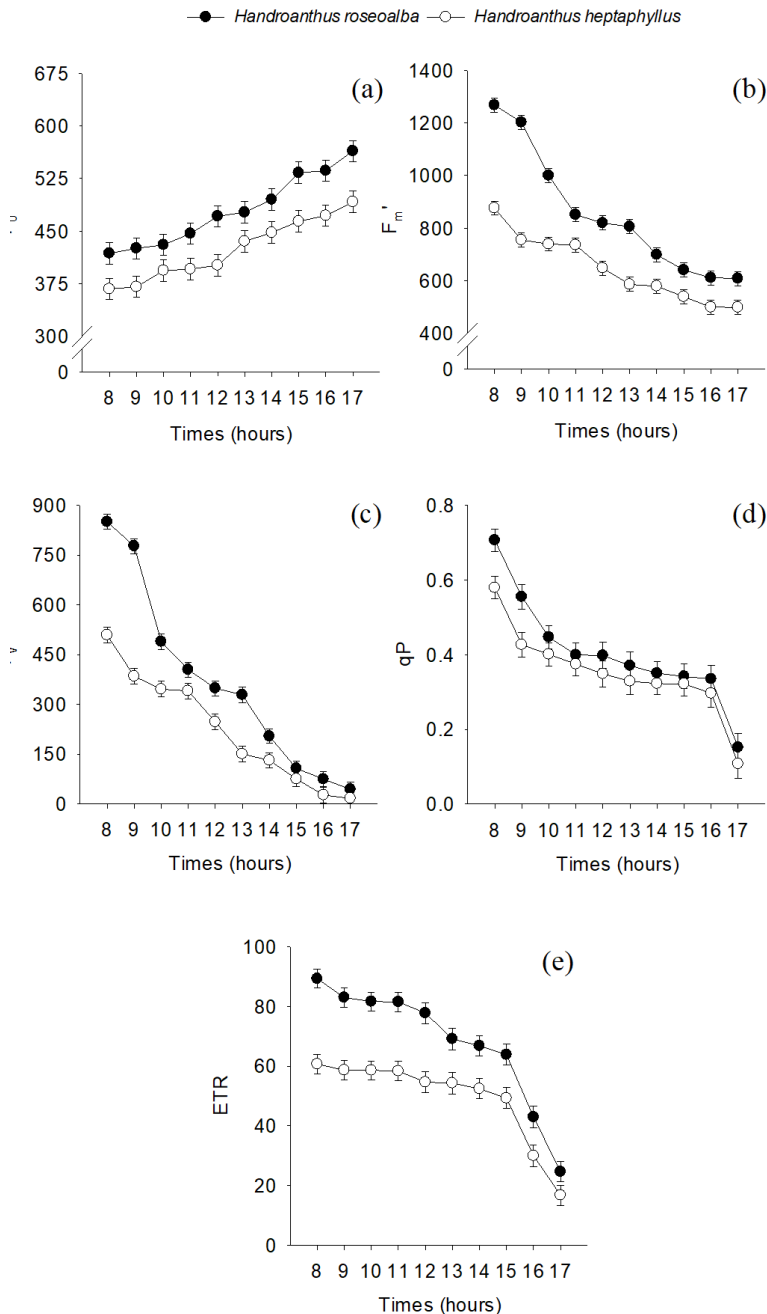 Handroanthus roseoalba Handroanthus heptaphyllus
(a)
675
600
525
450
375
300
0
8 9 10 11 12 13 14 15 16 17
Times (hours)
(b)
Fm'
1400
1200
1000
800
600
400
0
8 9 10 11 12 13 14 15 16 17
Times (hours)
(c)
900
750
600
450
300
150
0
8 9 10 11 12 13 14 15 16 17
Times (hours)
(d)
qP
0.8
0.6
0.4
0.2
0.0
8 9 10 11 12 13 14 15 16 17
Times (hours)
(e)
ETR
100
80
60
40
20
0
8 9 10 11 12 13 14 15 16 17
Times (hours)